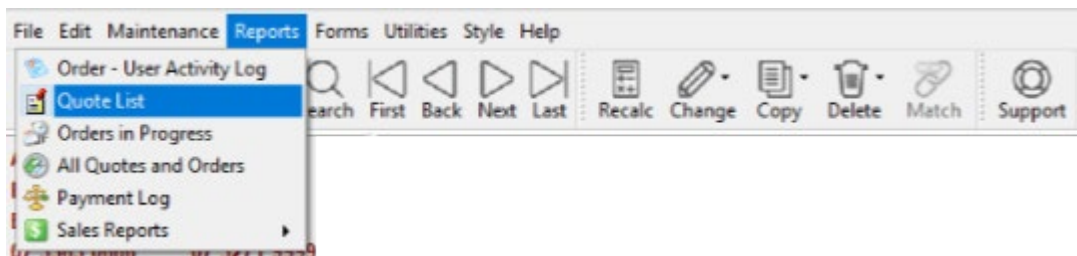 File Edit Maintenance Reports Forms Utilities Style Help
Order - User Activity Log
Quote List
Orders in Progress
All Quotes and Orders
Payment Log
Sales Reports
First Back Next Last Recalc Change Copy Delete Match Support